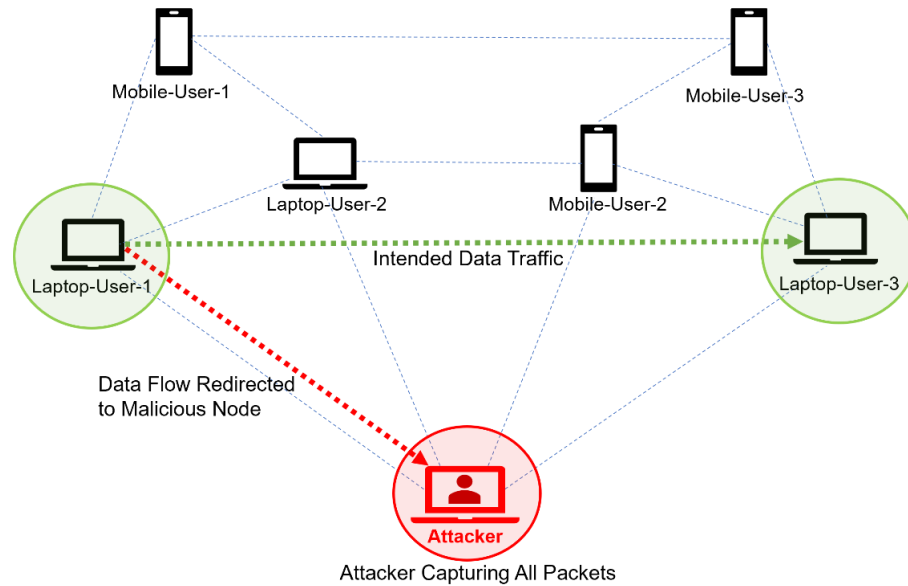 Mobile-User-1
Mobile-User-3
Laptop-User-2
Mobile-User-2
Intended Data Traffic
Laptop-User-1
Laptop-User-3
Data Flow Redirected
to Malicious Node
Attacker
Attacker Capturing All Packets